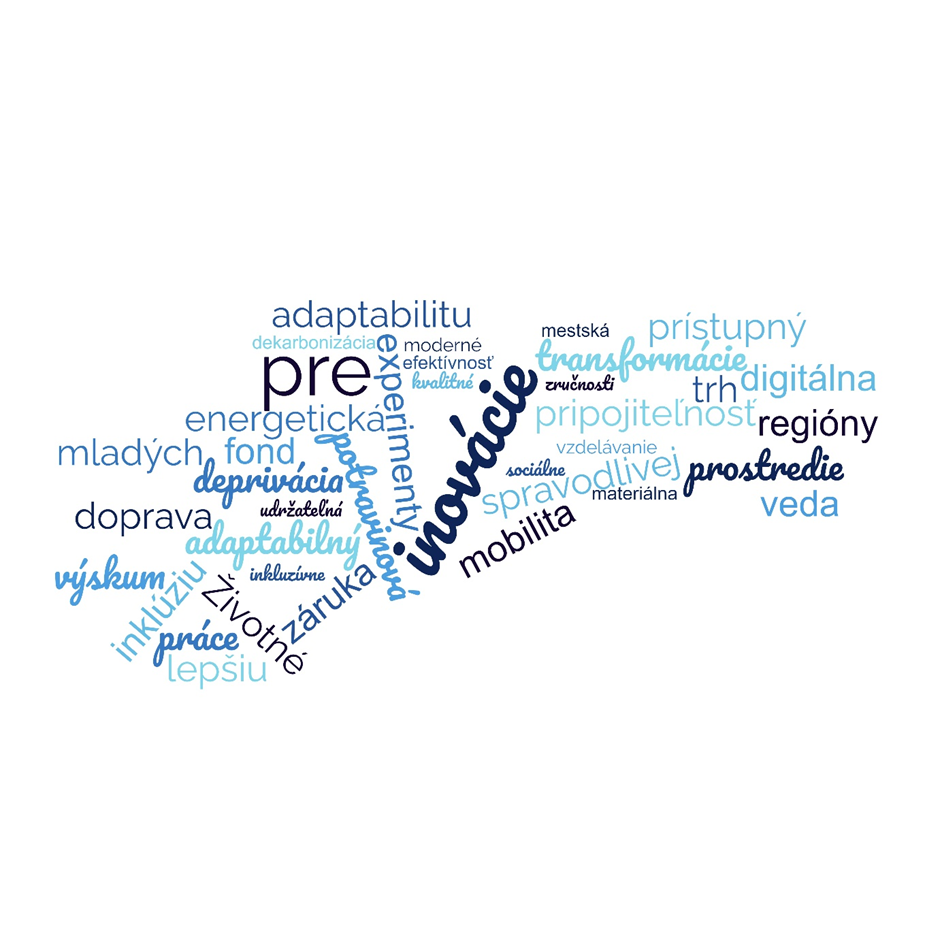 adaptabilitu
dekarbonizácia
pre
experimenty
moderné
efektívnosť
kvalitné
mestská
prístupný
transformácie
zručnosti
trh
digitálna
inovácie
energetická
pripojiteľnosť
regióny
mladých
fond
potravinová
vzdelávanie
deprivácia
sociálne
spravodlivej
prostredie
materiálna
udržateľná
veda
doprava
adaptabilný
mobilita
výskum
inkluzívne
inklúziu
Životné
záruka
práce
lepšiu